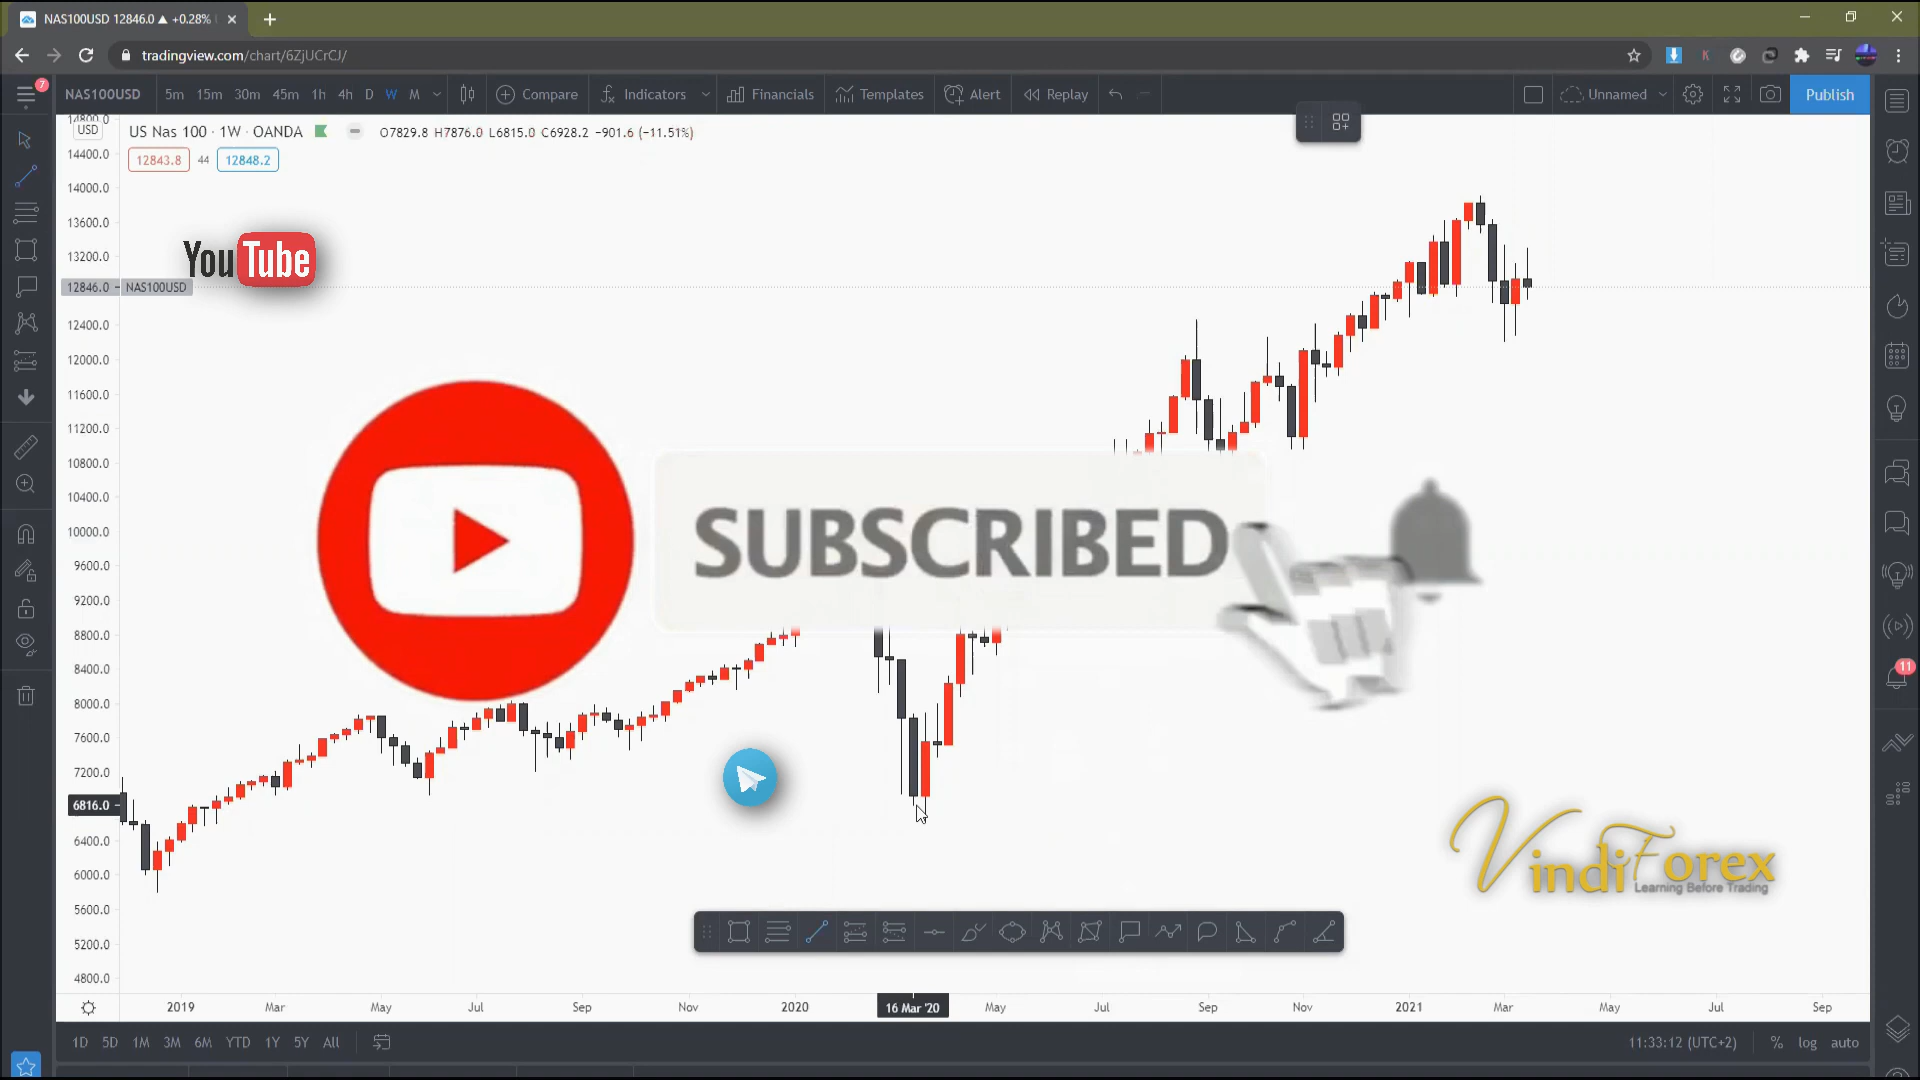 NAS100USD 12846.0 ▲ +0.28%
tradingview.com/chart/6ZjUCrCJ/
7
NAS100USD 5m 15m 30m 45m 1h 4h D W M Compare Indicators Financials Templates Alert Replay Unnamed Publish
US Nas 100 · 1W · OANDA O7829.8 H7876.0 L6815.0 C6928.2 −901.6 (−11.51%)
12843.8 44 12848.2
USD
14800.0
14400.0
14000.0
13600.0
13200.0
12846.0 NAS100USD
12400.0
12000.0
11600.0
11200.0
10800.0
10400.0
10000.0
9600.0
9200.0
8800.0
8400.0
8000.0
7600.0
7200.0
6816.0
6400.0
6000.0
5600.0
5200.0
4800.0
YouTube
SUBSCRIBED
11
VindiForex
Learning Before Trading
2019 Mar May Jul Sep Nov 2020 16 Mar '20 May Jul Sep Nov 2021 Mar May Jul Sep
1D 5D 1M 3M 6M YTD 1Y 5Y All 11:33:12 (UTC+2) % log auto